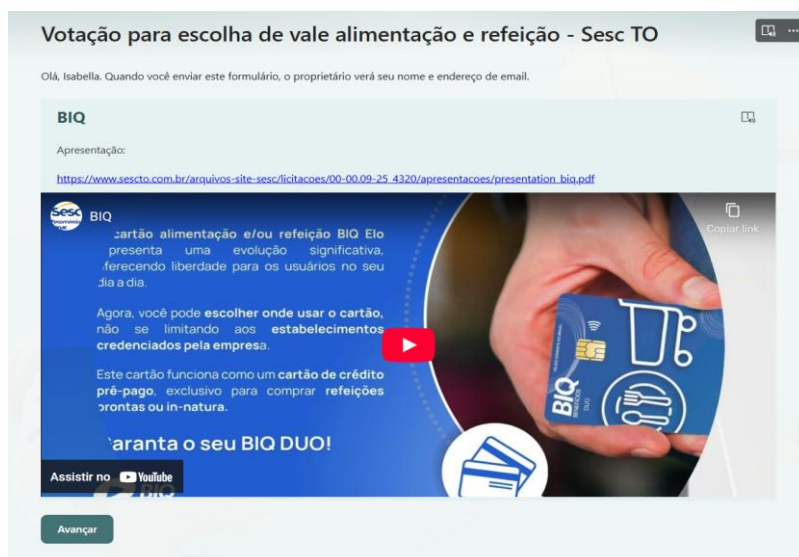 Votação para escolha de vale alimentação e refeição - Sesc TO
Olá, Isabella. Quando você enviar este formulário, o proprietário verá seu nome e endereço de email.
BIQ
Apresentação:
https://www.sescto.com.br/arquivos-site-sesc/licitacoes/00-00.09-25_4320/apresentacoes/presentation_biq.pdf
Sesc
BIQ
Copiar link
cartão alimentação e/ou refeição BIQ Elo
presenta uma evolução significativa,
ferecendo liberdade para os usuários no seu
dia a dia.
Agora, você pode escolher onde usar o cartão,
não se limitando aos estabelecimentos
credenciados pela empresa.
Este cartão funciona como um cartão de crédito
pré-pago, exclusivo para comprar refeições
prontas ou in-natura.
aranta o seu BIQ DUO!
BIQ
BENEFÍCIOS
DUO
Assistir no YouTube
BIQ
Avançar